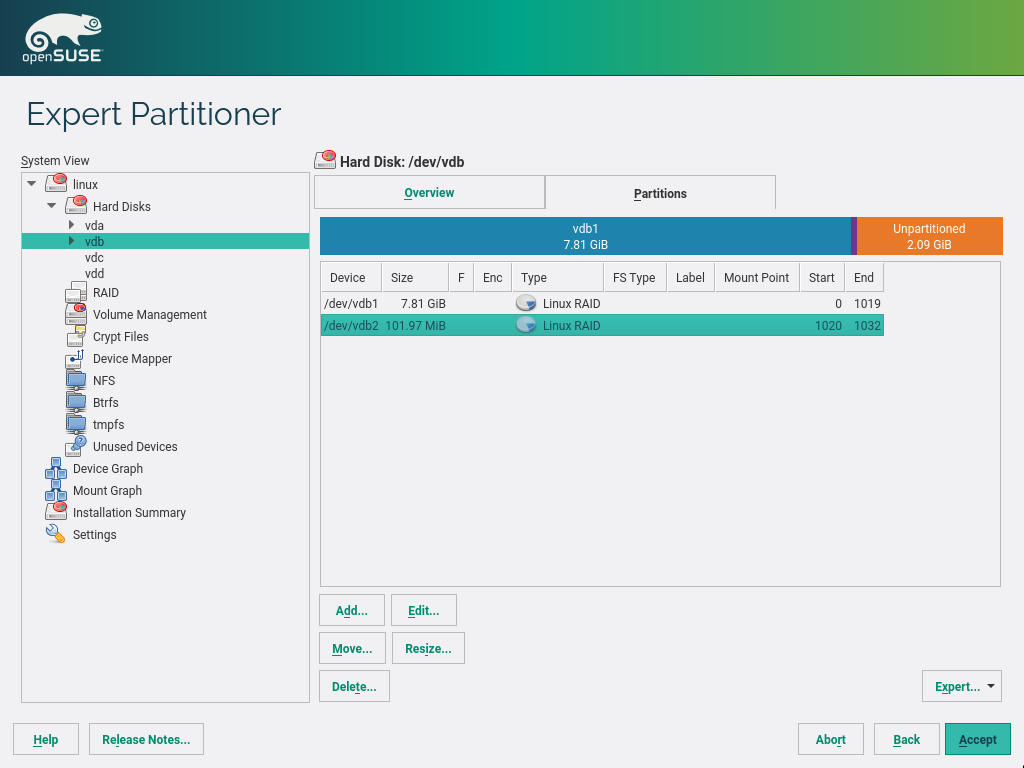 openSUSE
Expert Partitioner
System View
linux
Hard Disks
vda
vdb
vdc
vdd
RAID
Volume Management
Crypt Files
Device Mapper
NFS
Btrfs
tmpfs
Unused Devices
Device Graph
Mount Graph
Installation Summary
Settings
Hard Disk: /dev/vdb
Overview Partitions
vdb1 Unpartitioned
7.81 GiB 2.09 GiB
Device Size F Enc Type FS Type Label Mount Point Start End
/dev/vdb1 7.81 GiB Linux RAID 0 1019
/dev/vdb2 101.97 MiB Linux RAID 1020 1032
Add... Edit...
Move... Resize...
Delete... Expert...
Help Release Notes... Abort Back Accept